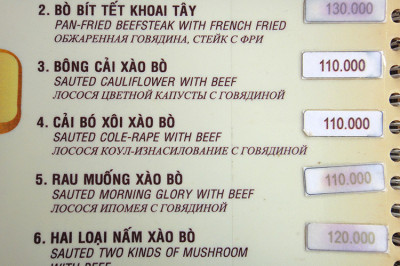 2. BÒ BÍT TẾT KHOAI TÂY 130.000
PAN-FRIED BEEFSTEAK WITH FRENCH FRIED
ОБЖАРЕННАЯ ГОВЯДИНА, СТЕЙК С ФРИ
3. BÔNG CẢI XÀO BÒ 110.000
SAUTED CAULIFLOWER WITH BEEF
ЛОСОСЯ ЦВЕТНОЙ КАПУСТЫ С ГОВЯДИНОЙ
4. CẢI BÓ XÔI XÀO BÒ 110.000
SAUTED COLE-RAPE WITH BEEF
ЛОСОСЯ КОУЛ-ИЗНАСИЛОВАНИЕ С ГОВЯДИНОЙ
5. RAU MUỐNG XÀO BÒ 110.000
SAUTED MORNING GLORY WITH BEEF
ЛОСОСЯ ИПОМЕЯ С ГОВЯДИНОЙ
6. HAI LOẠI NẤM XÀO BÒ 120.000
SAUTED TWO KINDS OF MUSHROOM
WITH BEEF